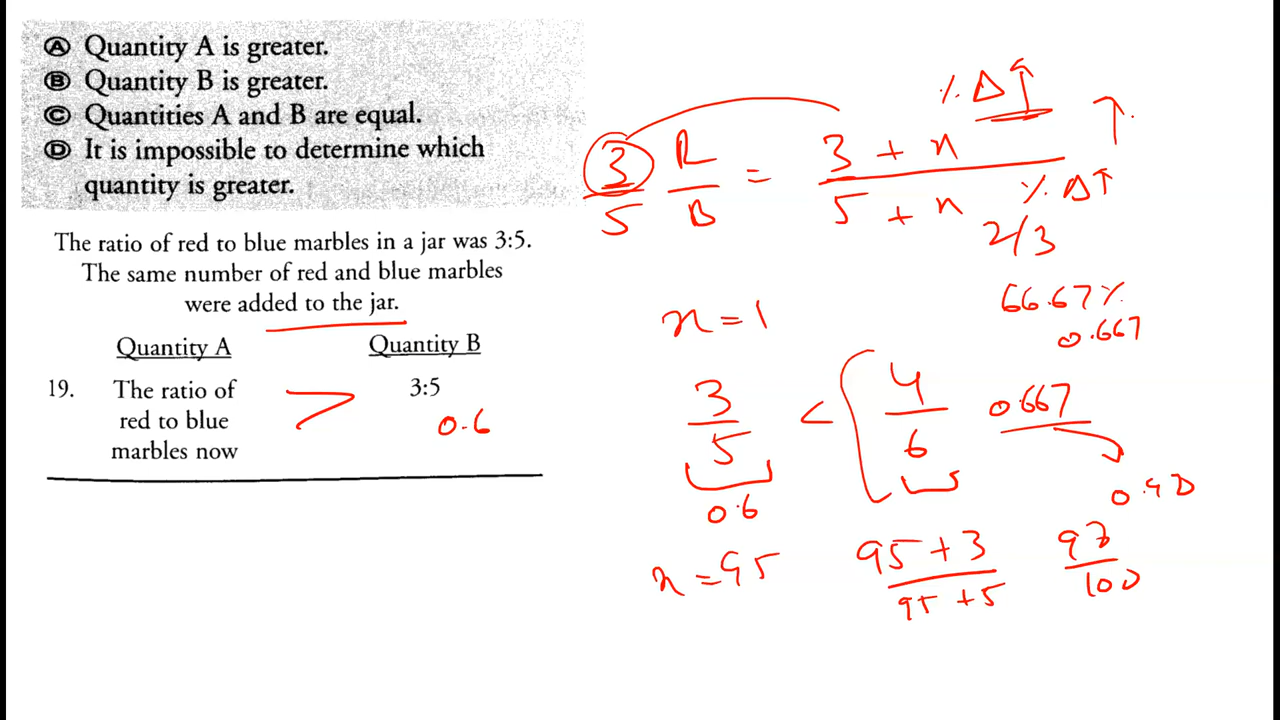 Ⓐ Quantity A is greater.
Ⓑ Quantity B is greater.
Ⓒ Quantities A and B are equal.
Ⓓ It is impossible to determine which
quantity is greater.
The ratio of red to blue marbles in a jar was 3:5.
The same number of red and blue marbles
were added to the jar.
Quantity A Quantity B
19. The ratio of
red to blue
marbles now
>
3:5
0.6
% Δ↑
3/5 R/B = (3 + n)/(5 + n) ↑
% Δ↑
2/3
66.67%
0.667
n = 1
3/5 < 4/6 0.667
0.6
n = 95 (95 + 3)/(95 + 5)